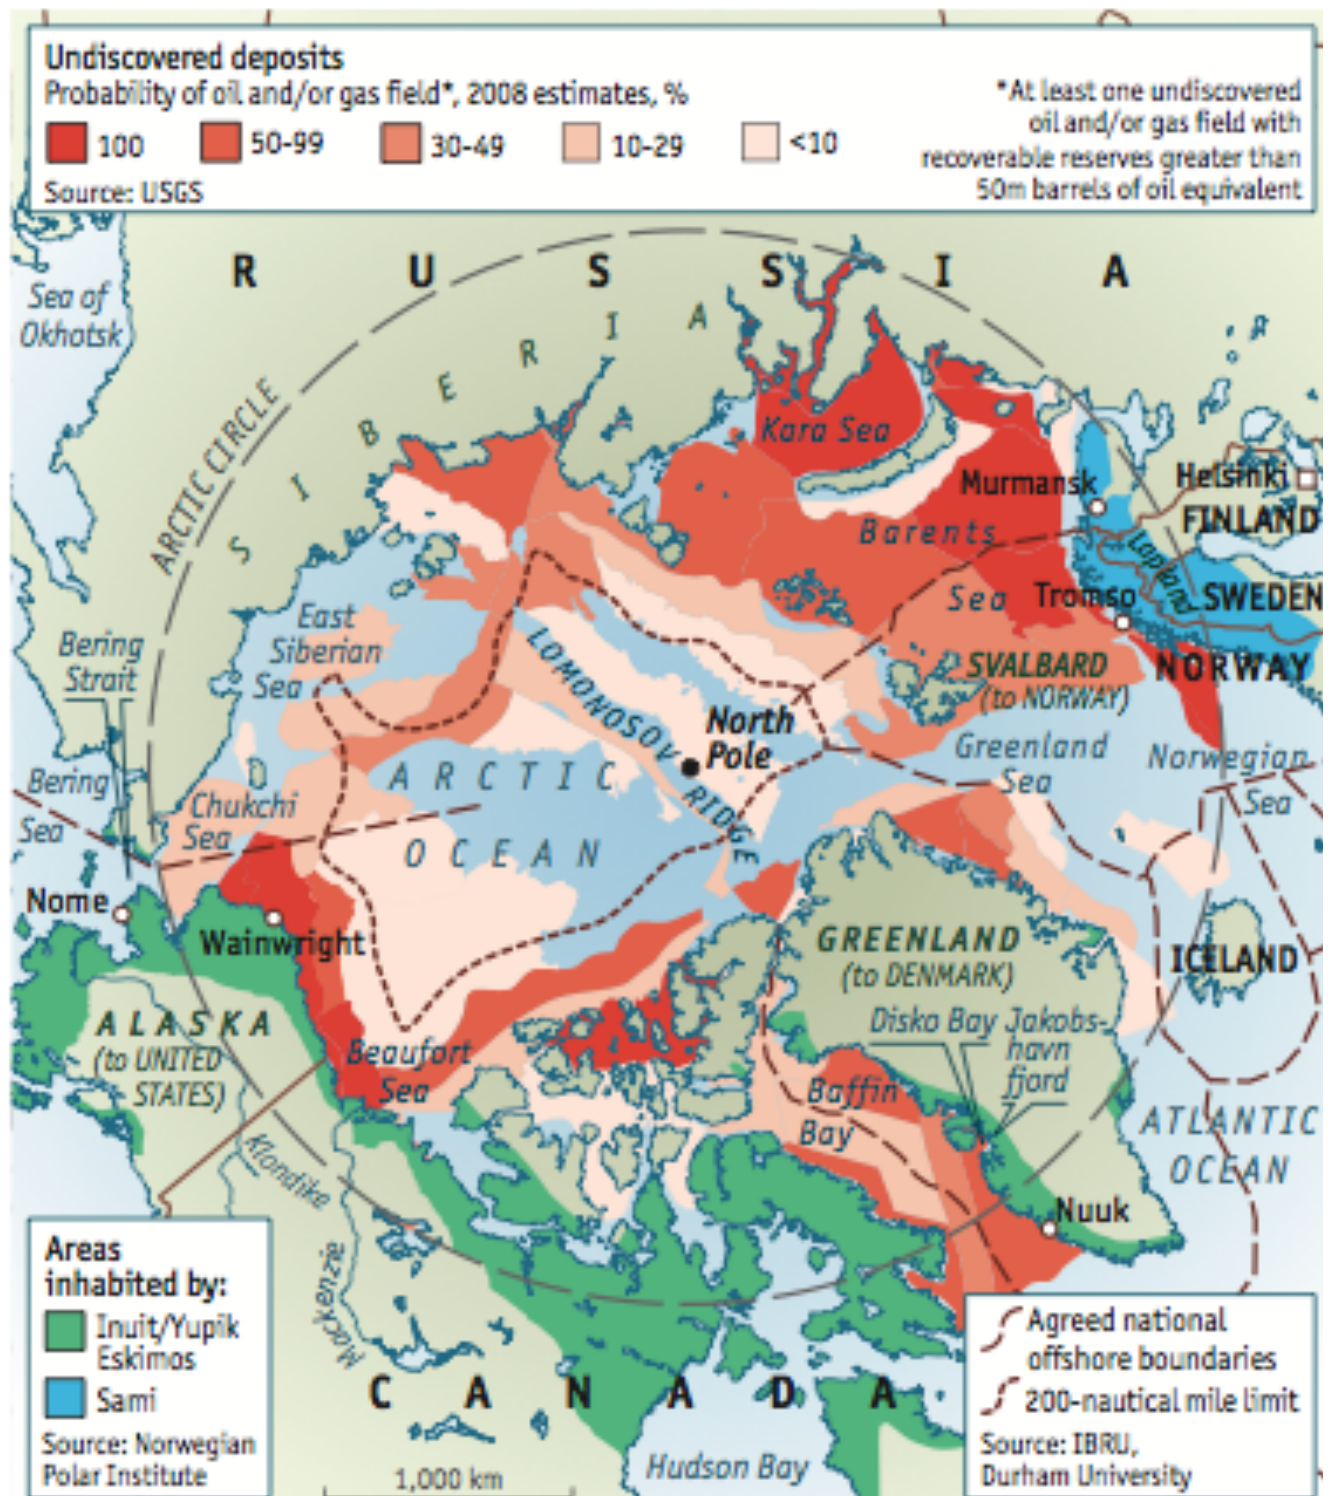 Undiscovered deposits
Probability of oil and/or gas field*, 2008 estimates, %
100
50-99
30-49
10-29
<10
Source: USGS
*At least one undiscovered
oil and/or gas field with
recoverable reserves greater than
50m barrels of oil equivalent
R U S S I A
Sea of
Okhotsk
S I B E R I A
ARCTIC CIRCLE
Kara Sea
Murmansk
Helsinki
FINLAND
Barents
Sea
Lapland
Tromso
SWEDEN
East
Siberian
Sea
Bering
Strait
SVALBARD
(to NORWAY)
NORWAY
LOMONOSOV
RIDGE
North
Pole
Greenland
Sea
Norwegian
Sea
Bering
Sea
Chukchi
Sea
ARCTIC
OCEAN
Nome
Wainwright
GREENLAND
(to DENMARK)
ICELAND
ALASKA
(to UNITED
STATES)
Beaufort
Sea
Disko Bay
Jakobs-
havn
fjord
Baffin
Bay
ATLANTIC
OCEAN
Klondike
Nuuk
Mackenzie
Areas
inhabited by:
Inuit/Yupik
Eskimos
Sami
Source: Norwegian
Polar Institute
C A N A D A
1,000 km
Hudson Bay
Agreed national
offshore boundaries
200-nautical mile limit
Source: IBRU,
Durham University